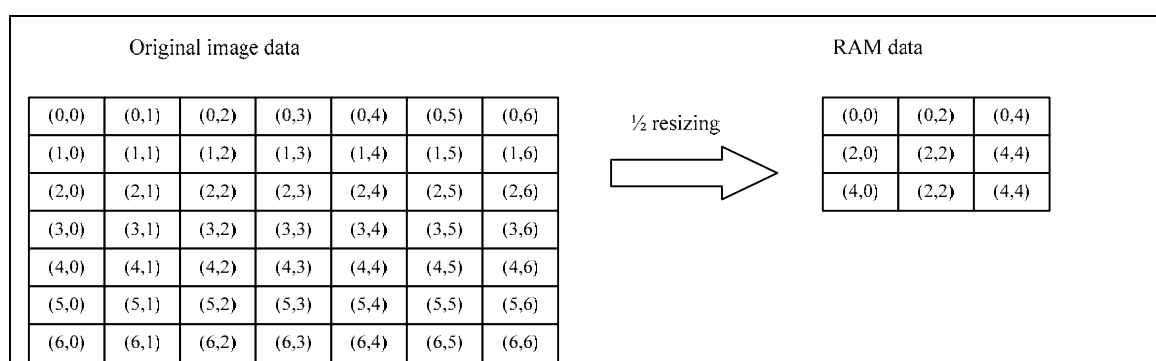 Original image data
RAM data
½ resizing
(0,0) (0,1) (0,2) (0,3) (0,4) (0,5) (0,6)
(1,0) (1,1) (1,2) (1,3) (1,4) (1,5) (1,6)
(2,0) (2,1) (2,2) (2,3) (2,4) (2,5) (2,6)
(3,0) (3,1) (3,2) (3,3) (3,4) (3,5) (3,6)
(4,0) (4,1) (4,2) (4,3) (4,4) (4,5) (4,6)
(5,0) (5,1) (5,2) (5,3) (5,4) (5,5) (5,6)
(6,0) (6,1) (6,2) (6,3) (6,4) (6,5) (6,6)
(0,0) (0,2) (0,4)
(2,0) (2,2) (4,4)
(4,0) (2,2) (4,4)